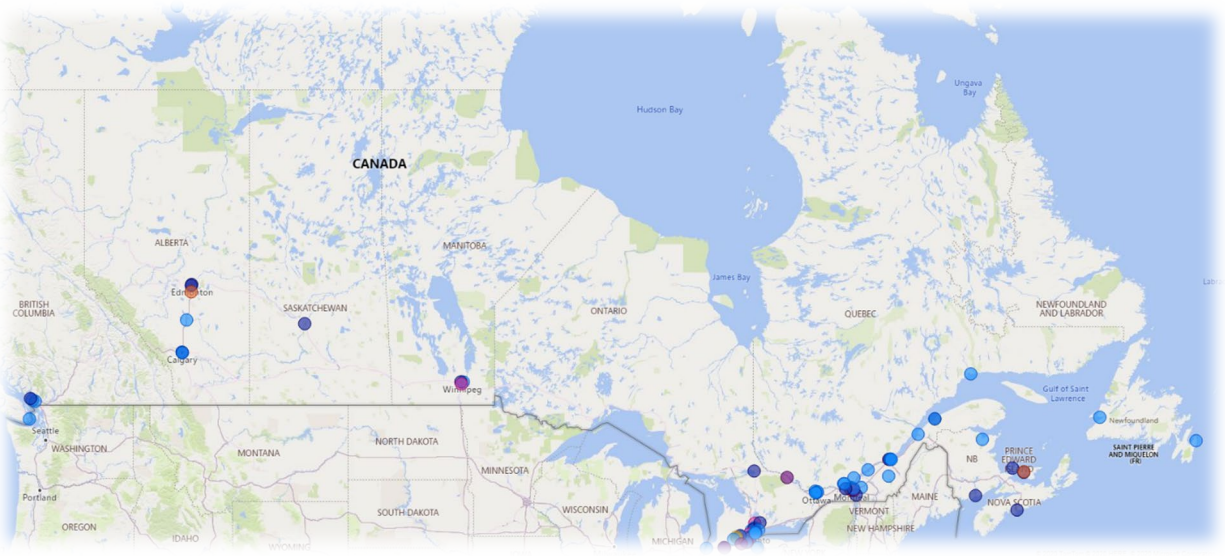 Ungava
Bay
Hudson Bay
CANADA
ALBERTA
MANITOBA
James Bay
Edmonton
BRITISH
COLUMBIA
SASKATCHEWAN
ONTARIO
QUEBEC
NEWFOUNDLAND
AND LABRADOR
Calgary
Winnipeg
Gulf of Saint
Lawrence
Newfoundland
Seattle
WASHINGTON
MONTANA
NORTH DAKOTA
MINNESOTA
NB
PRINCE
EDWARD
SAINT PIERRE
AND MIQUELON
(FR)
Portland
SOUTH DAKOTA
WISCONSIN
Ottawa
Montreal
MAINE
NOVA SCOTIA
VERMONT
OREGON
IDAHO
WYOMING
MICHIGAN
NEW HAMPSHIRE